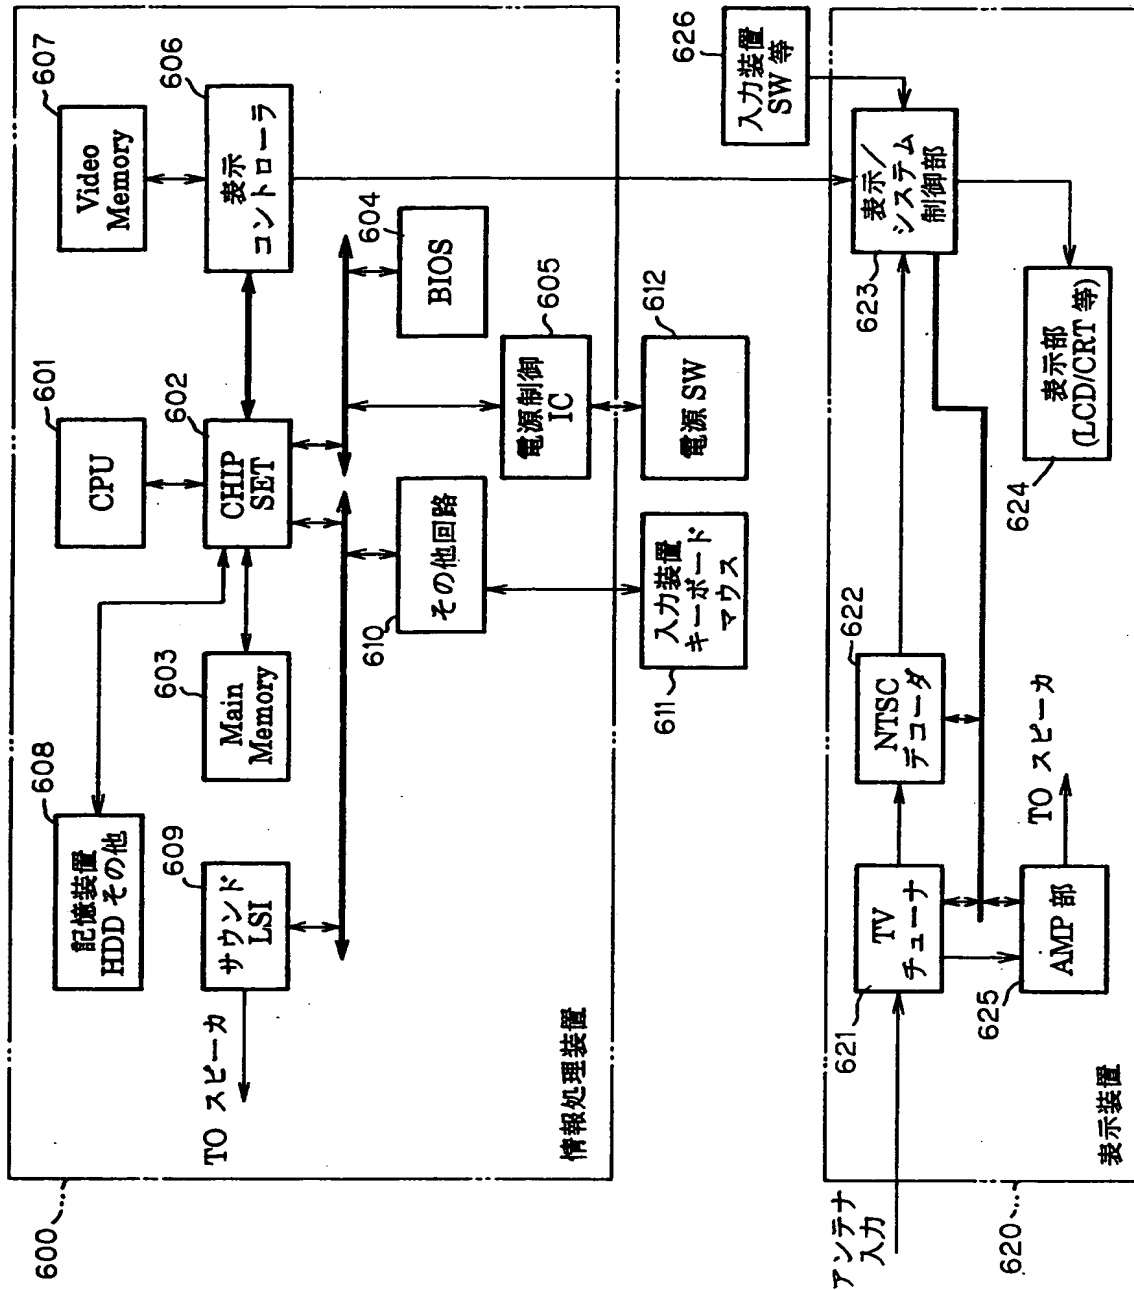 600
情報処理装置
608
記憶装置
HDD その他
601
CPU
607
Video
Memory
609
サウンド
LSI
TO スピーカ
603
Main
Memory
602
CHIP
SET
606
表示
コントローラ
610
その他回路
604
BIOS
605
電源制御
IC
611
入力装置
キーボード
マウス
612
電源 SW
626
入力装置
SW 等
620
表示装置
アンテナ
入力
621
TV
チューナ
622
NTSC
デコーダ
623
表示/
システム
制御部
625
AMP 部
TO スピーカ
624
表示部
(LCD/CRT 等)